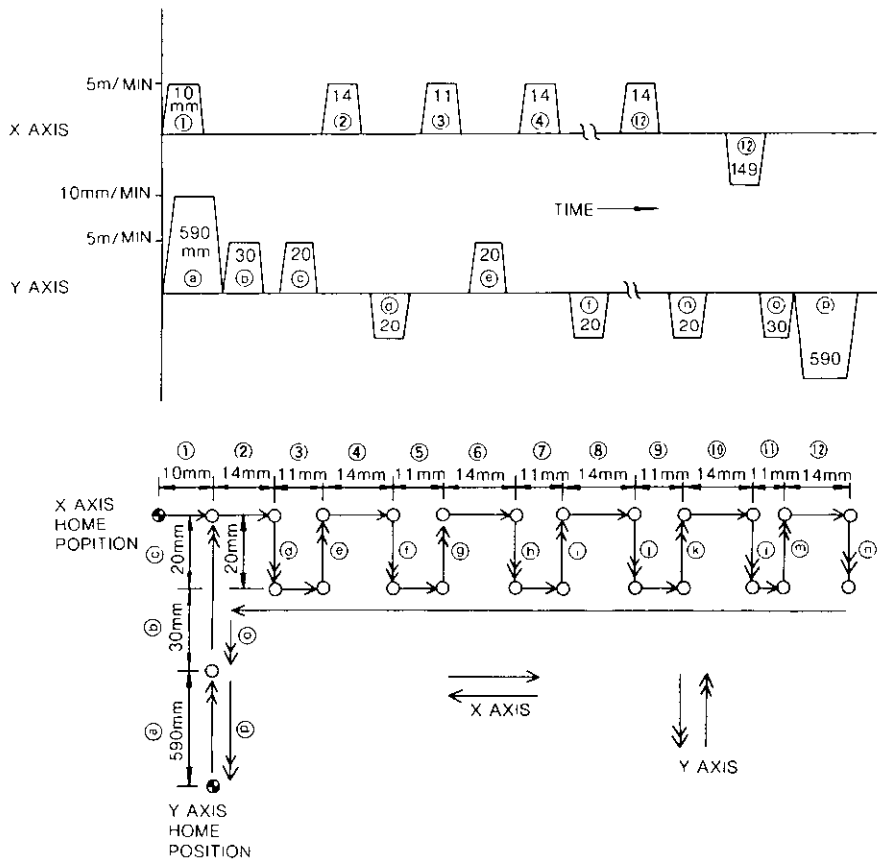 5m/MIN
10 mm ①
14 ②
11 ③
14 ④
14 ⑫
X AXIS
⑫ 149
10mm/MIN
TIME
5m/MIN
590 mm ⓐ
30 ⓑ
20 ⓒ
20 ⓔ
Y AXIS
ⓓ 20
ⓕ 20
ⓝ 20
ⓞ 30
ⓟ 590
① ② ③ ④ ⑤ ⑥ ⑦ ⑧ ⑨ ⑩ ⑪ ⑫
10mm 14mm 11mm 14mm 11mm 14mm 11mm 14mm 11mm 14mm 11mm 14mm
X AXIS
HOME
POPITION
ⓒ 20mm
20mm
ⓓ ⓔ ⓕ ⓖ ⓗ ⓘ ⓙ ⓚ ⓛ ⓜ ⓝ
ⓑ 30mm
ⓞ
ⓐ 590mm
ⓟ
X AXIS
Y AXIS
Y AXIS
HOME
POSITION